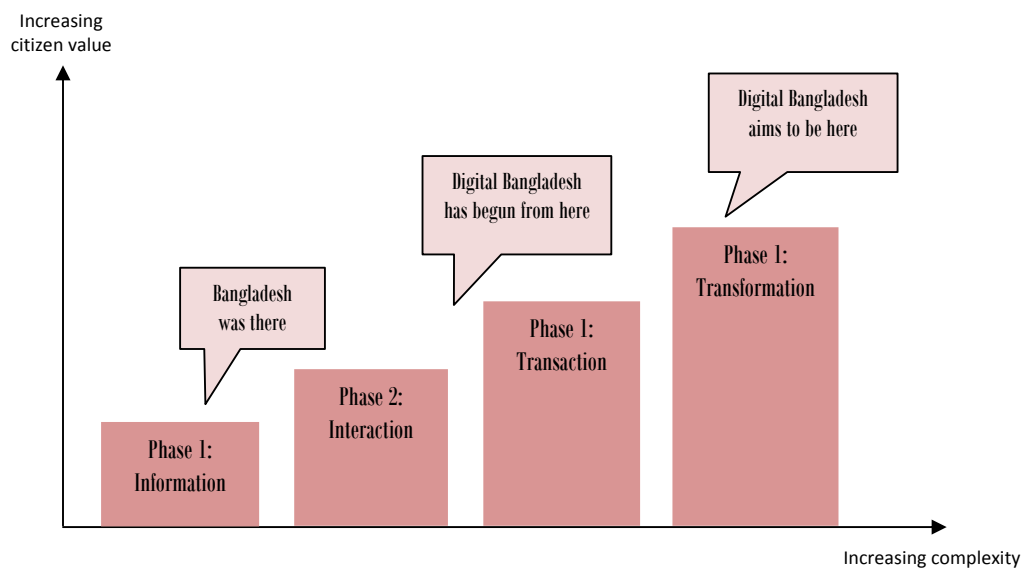 Increasing
citizen value
Digital Bangladesh
aims to be here
Digital Bangladesh
has begun from here
Bangladesh
was there
Phase 1:
Transformation
Phase 1:
Transaction
Phase 2:
Interaction
Phase 1:
Information
Increasing complexity